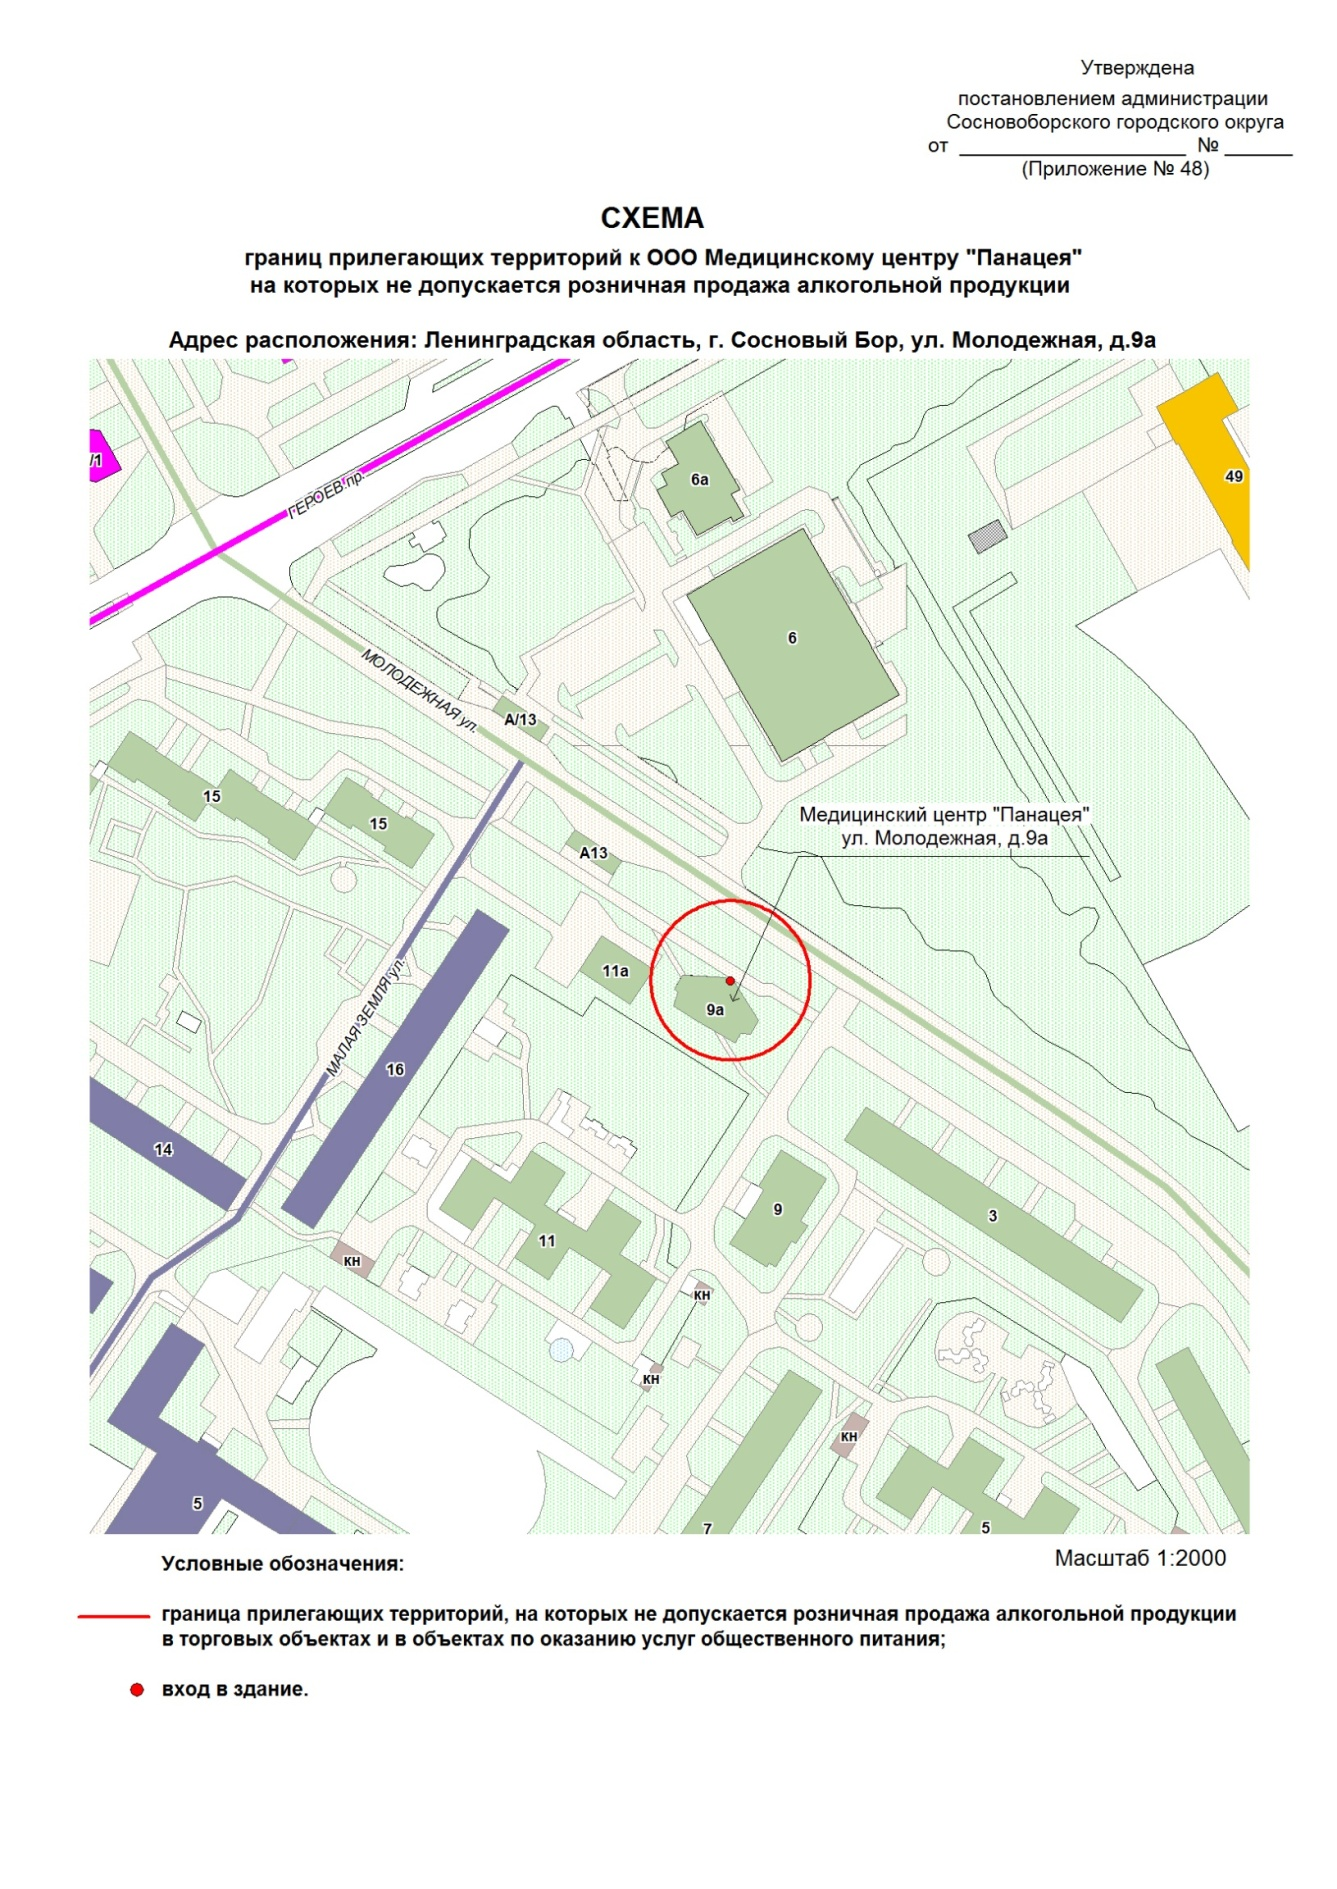 Утверждена
постановлением администрации
Сосновоборского городского округа
от ____________________ № ______
(Приложение № 48)
СХЕМА
границ прилегающих территорий к ООО Медицинскому центру "Панацея"
на которых не допускается розничная продажа алкогольной продукции
Адрес расположения: Ленинградская область, г. Сосновый Бор, ул. Молодежная, д.9а
/1
ГЕРОЕВ пр.
6а
49
6
МОЛОДЕЖНАЯ ул.
А/13
15
15
Медицинский центр "Панацея"
ул. Молодежная, д.9а
А13
11а
9а
МАЛАЯ ЗЕМЛЯ ул.
16
14
9
3
11
кн
кн
кн
кн
5
7
5
Условные обозначения:
Масштаб 1:2000
граница прилегающих территорий, на которых не допускается розничная продажа алкогольной продукции
в торговых объектах и в объектах по оказанию услуг общественного питания;
вход в здание.